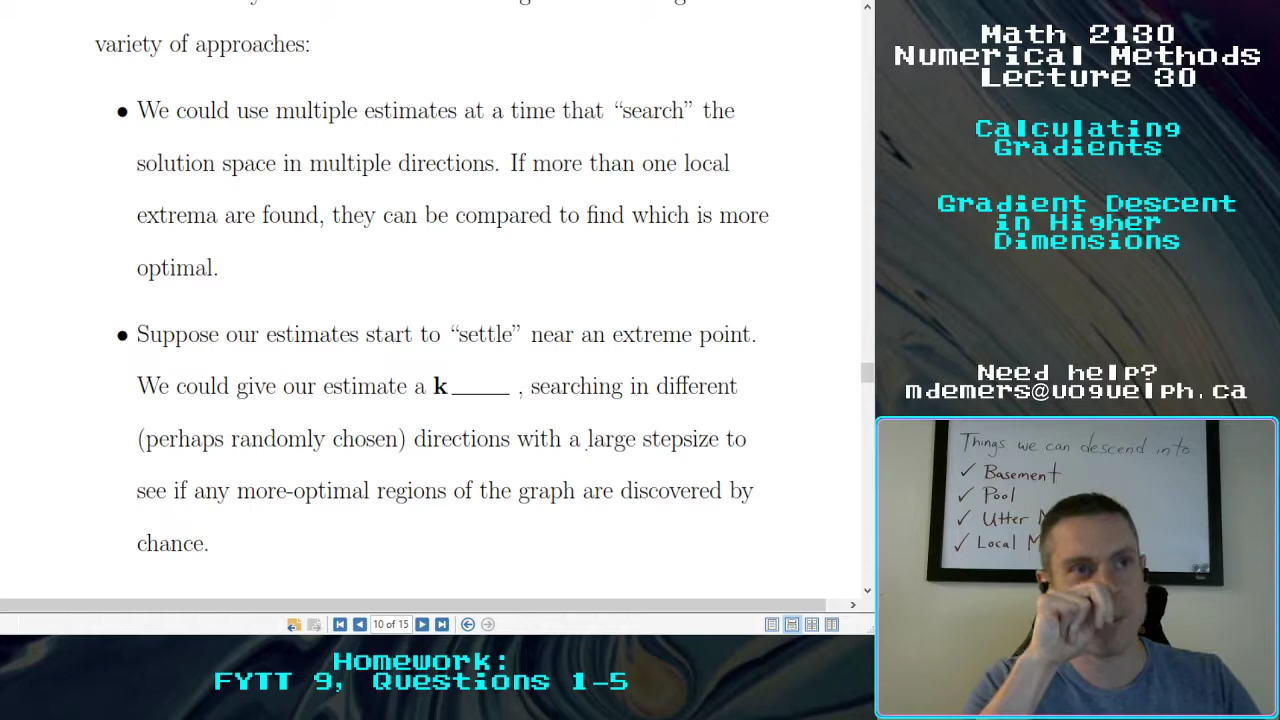 variety of approaches:
• We could use multiple estimates at a time that “search” the
solution space in multiple directions. If more than one local
extrema are found, they can be compared to find which is more
optimal.
• Suppose our estimates start to “settle” near an extreme point.
We could give our estimate a k_____ , searching in different
(perhaps randomly chosen) directions with a large stepsize to
see if any more-optimal regions of the graph are discovered by
chance.
10 of 15
Math 2130
Numerical Methods
Lecture 30
Calculating
Gradients
Gradient Descent
in Higher
Dimensions
Need help?
mdemers@uoguelph.ca
Things we can descend into
✓ Basement
✓ Pool
✓ Utter
✓ Local
Homework:
FYTT 9, Questions 1-5